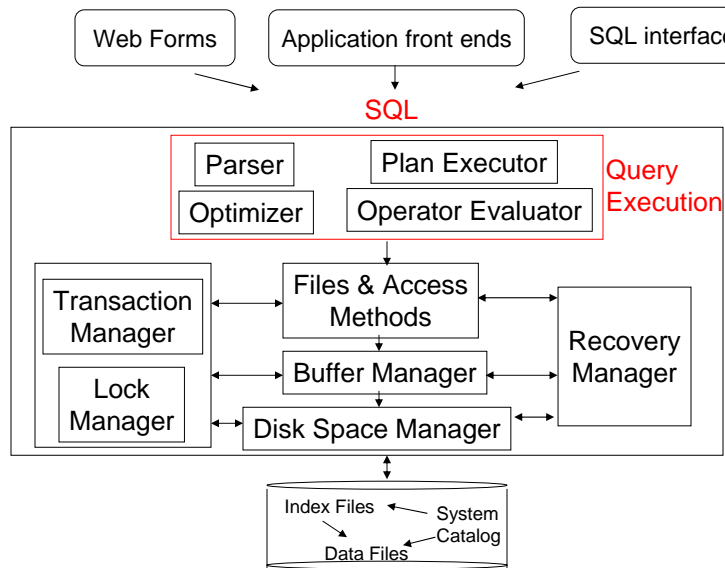 Web Forms
Application front ends
SQL interface
SQL
Parser
Plan Executor
Optimizer
Operator Evaluator
Query
Execution
Transaction
Manager
Lock
Manager
Files & Access
Methods
Buffer Manager
Disk Space Manager
Recovery
Manager
Index Files
System
Catalog
Data Files